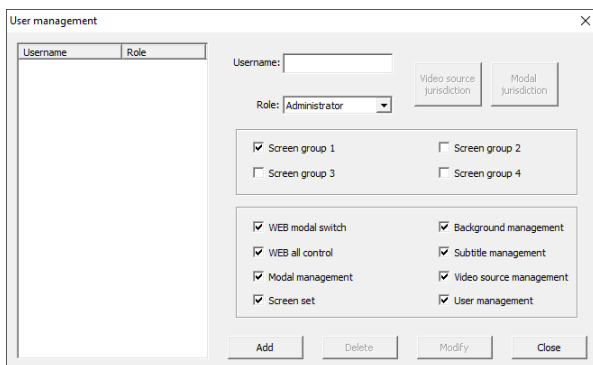 User management
Username Role
Username:
Video source jurisdiction
Modal jurisdiction
Role: Administrator
Screen group 1 Screen group 2
Screen group 3 Screen group 4
WEB modal switch Background management
WEB all control Subtitle management
Modal management Video source management
Screen set User management
Add Delete Modify Close